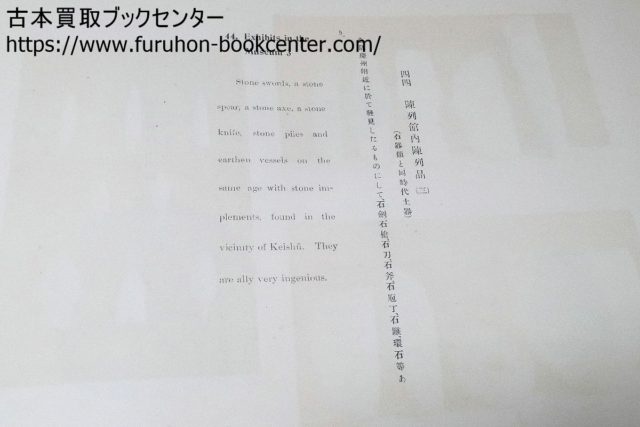 古本買取ブックセンター
https://www.furuhon-bookcenter.com/
44. Exhibits in the
Museum 3
Stone swords, a stone
spear, a stone axe, a stone
knife, stone plies and
earthen vessels on the
same age with stone im-
plements, found in the
vicinity of Keishû. They
are ally very ingenious.
四四 陳列館內陳列品(三)
(石器類と同時代土器)
慶州附近に於て發見したるものにして、石劍、石槍、石刀、石斧、石庖丁、石鏃、環石等あ